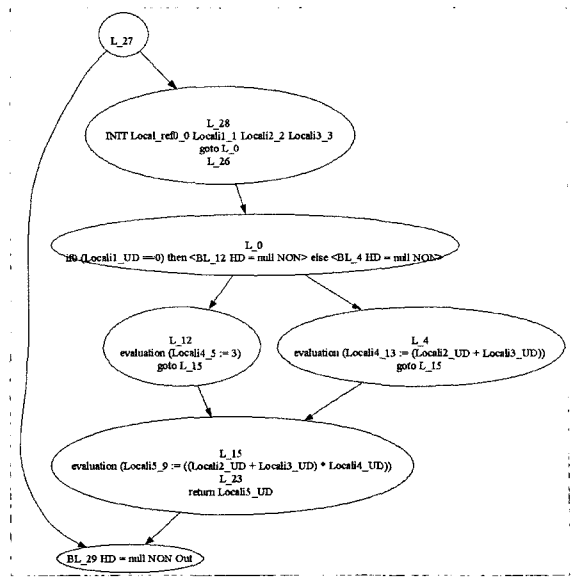 L_27
L_28
INIT Local_ref0_0 Locali1_1 Locali2_2 Locali3_3
goto L_0
L_26
L_0
if0 (Locali1_UD ==0) then <BL_12 HD = null NON> else <BL_4 HD = null NON>
L_12
evaluation (Locali4_5 := 3)
goto L_15
L_4
evaluation (Locali4_13 := (Locali2_UD + Locali3_UD))
goto L_15
L_15
evaluation (Locali5_9 := ((Locali2_UD + Locali3_UD) * Locali4_UD))
L_23
return Locali5_UD
BL_29 HD = null NON Out